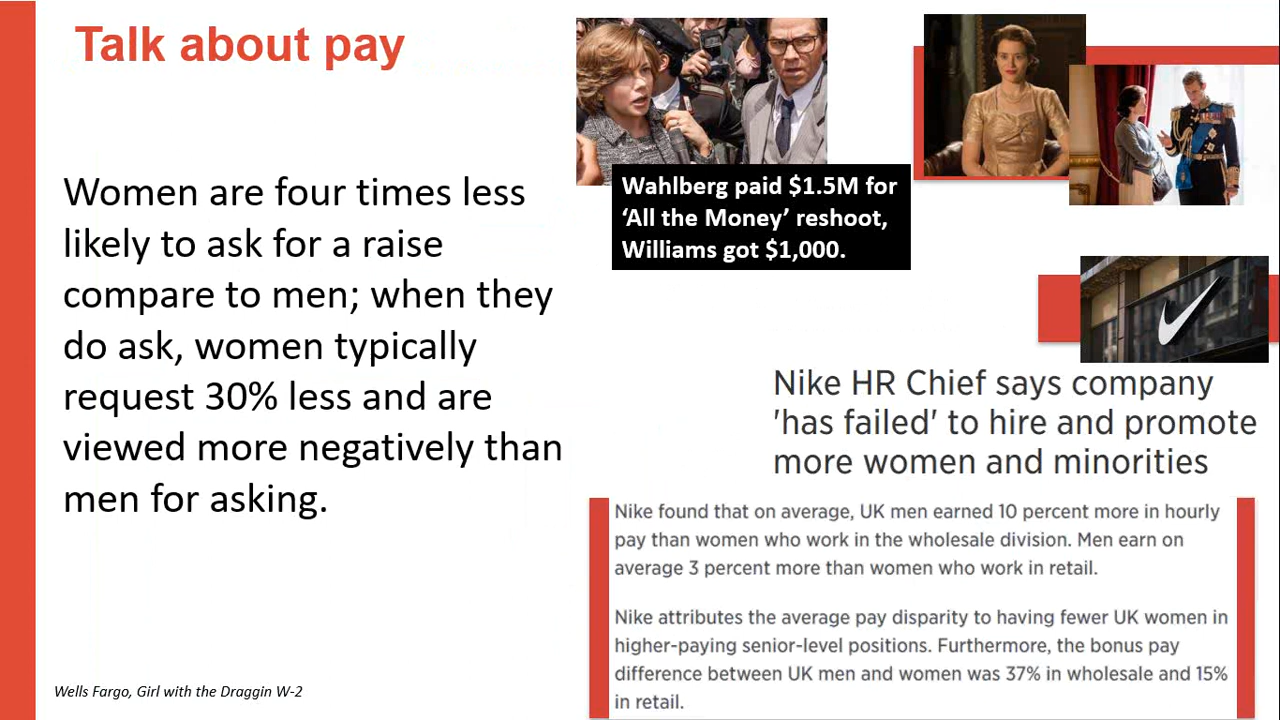 Talk about pay
Women are four times less
likely to ask for a raise
compare to men; when they
do ask, women typically
request 30% less and are
viewed more negatively than
men for asking.
Wells Fargo, Girl with the Draggin W-2
Wahlberg paid $1.5M for
‘All the Money’ reshoot,
Williams got $1,000.
Nike HR Chief says company
'has failed' to hire and promote
more women and minorities
Nike found that on average, UK men earned 10 percent more in hourly
pay than women who work in the wholesale division. Men earn on
average 3 percent more than women who work in retail.
Nike attributes the average pay disparity to having fewer UK women in
higher-paying senior-level positions. Furthermore, the bonus pay
difference between UK men and women was 37% in wholesale and 15%
in retail.